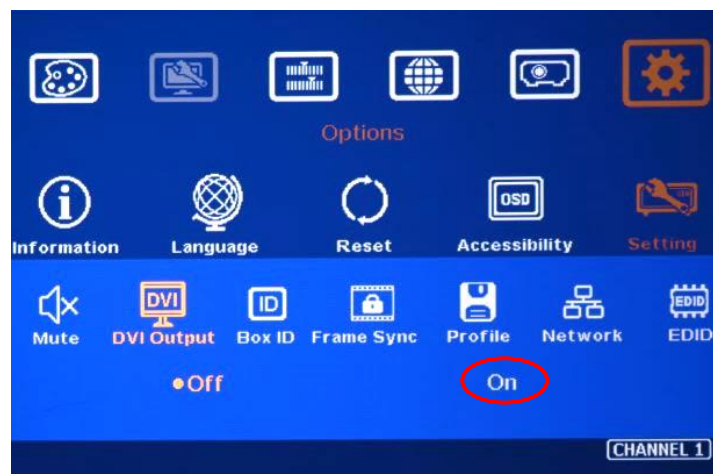 Options
OSD
Information Language Reset Accessibility Setting
DVI ID EDID
Mute DVI Output Box ID Frame Sync Profile Network EDID
Off On
CHANNEL 1